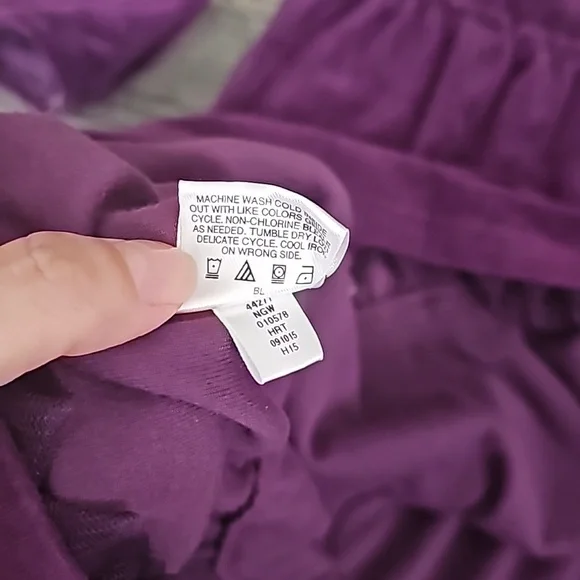 MACHINE WASH COLD INSIDE
OUT WITH LIKE COLORS GENTLE
CYCLE. NON-CHLORINE BLEACH
AS NEEDED. TUMBLE DRY LOW
DELICATE CYCLE. COOL IRON
ON WRONG SIDE.
BL
NGW
010578
HRT
091015
H15